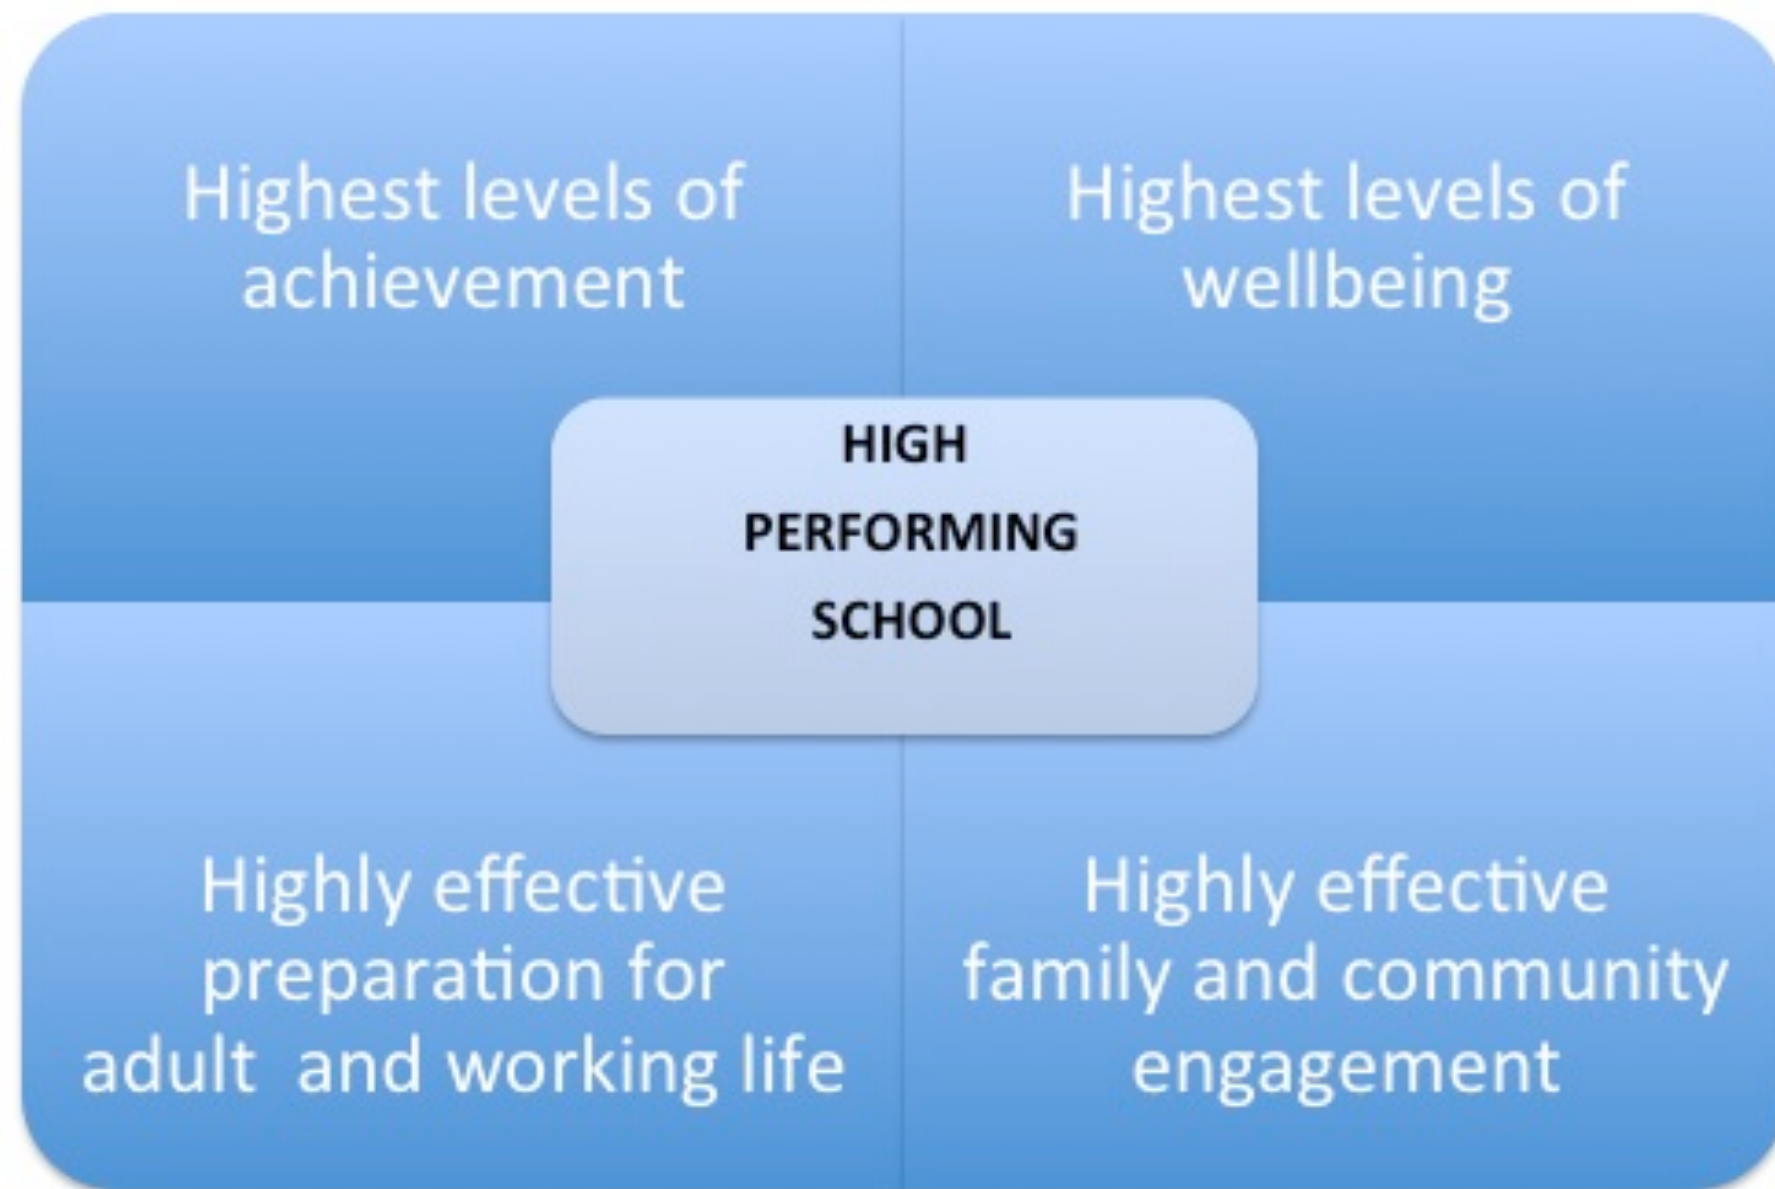 Highest levels of
achievement
Highest levels of
wellbeing
HIGH
PERFORMING
SCHOOL
Highly effective
preparation for
adult  and working life
Highly effective
family and community
engagement